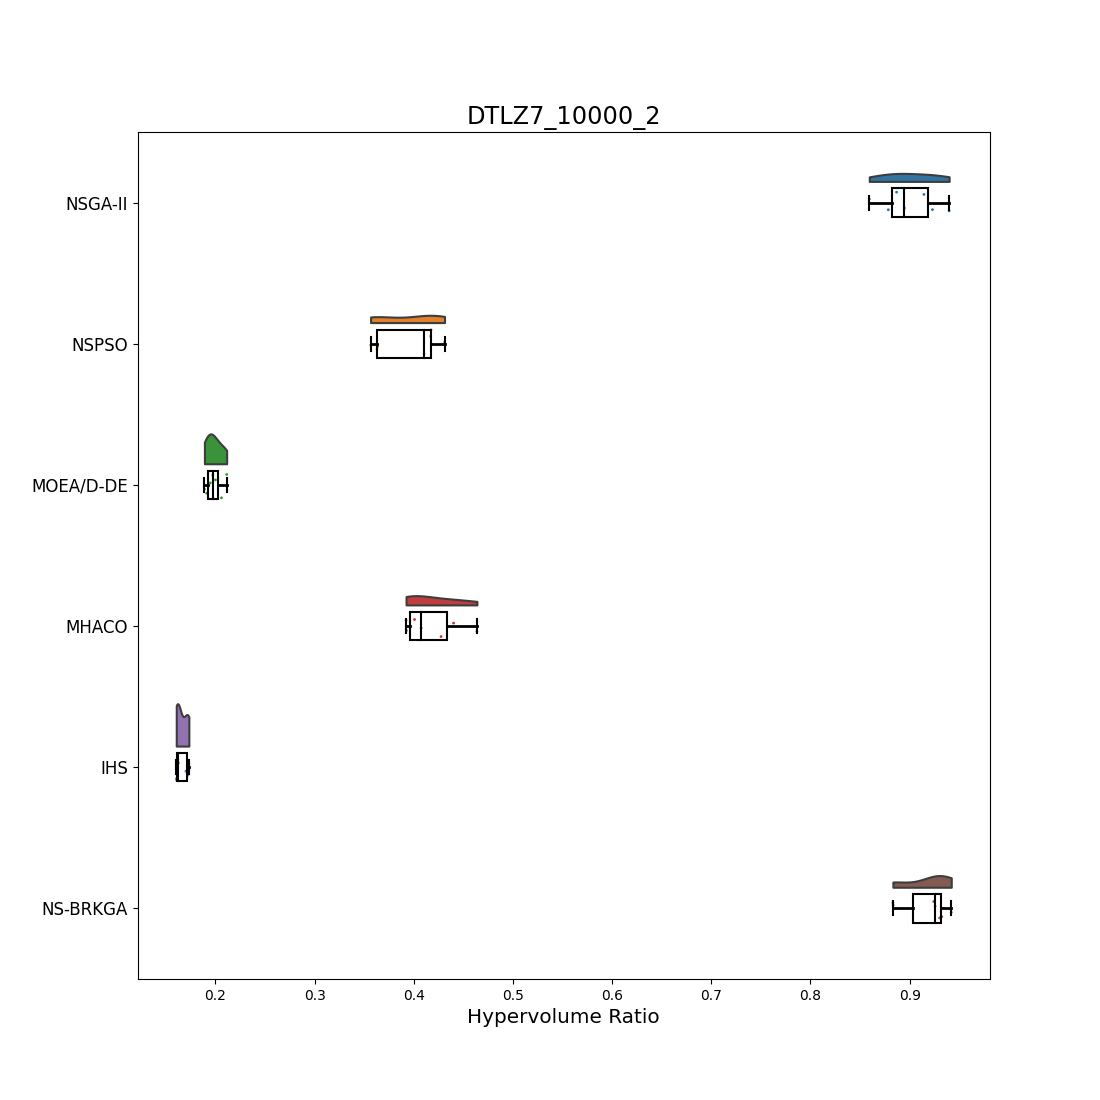 DTLZ7_10000_2
NSGA-II
NSPSO
MOEA/D-DE
MHACO
IHS
NS-BRKGA
0.2 0.3 0.4 0.5 0.6 0.7 0.8 0.9
Hypervolume Ratio